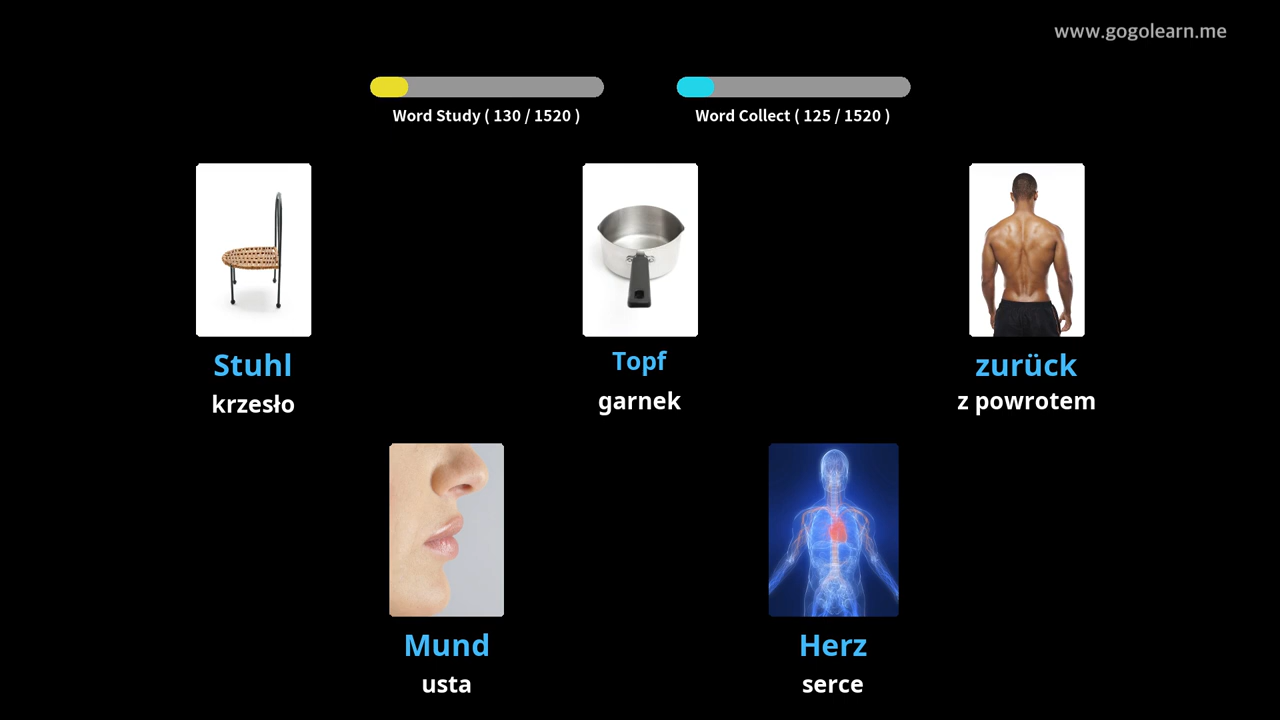 www.gogolearn.me
Word Study ( 130 / 1520 )
Word Collect ( 125 / 1520 )
Stuhl
krzesło
Topf
garnek
zurück
z powrotem
Mund
usta
Herz
serce